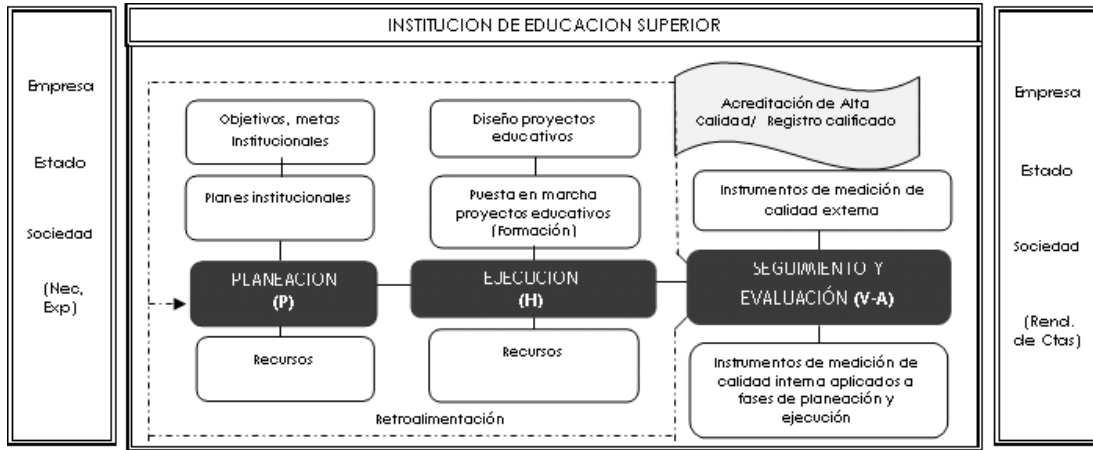 INSTITUCION DE EDUCACION SUPERIOR
Empresa
Estado
Sociedad
(Nec,
Exp)
Objetivos, metas
Institucionales
Planes institucionales
PLANEACION
(P)
Recursos
Diseño proyectos
educativos
Puesta en marcha
proyectos educativos
(Formación)
EJECUCION
(H)
Recursos
Retroalimentación
Acreditación de Alta
Calidad/ Registro calificado
Instrumentos de medición de
calidad externa
SEGUIMIENTO Y
EVALUACIÓN (V-A)
Instrumentos de medición de
calidad interna aplicados a
fases de planeación y
ejecución
Empresa
Estado
Sociedad
(Rend.
de Ctas)